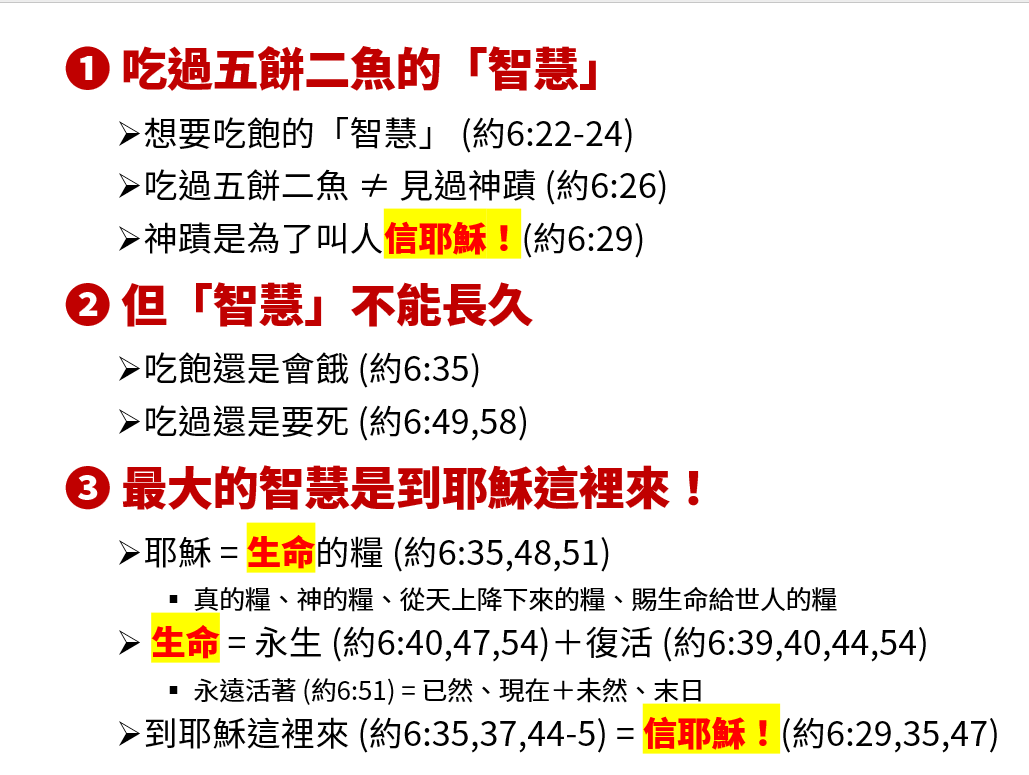 ❶ 吃過五餅二魚的「智慧」
➢想要吃飽的「智慧」 (約6:22-24)
➢吃過五餅二魚 ≠ 見過神蹟 (約6:26)
➢神蹟是為了叫人信耶穌！(約6:29)
❷ 但「智慧」不能長久
➢吃飽還是會餓 (約6:35)
➢吃過還是要死 (約6:49,58)
❸ 最大的智慧是到耶穌這裡來！
➢耶穌 = 生命的糧 (約6:35,48,51)
▪ 真的糧、神的糧、從天上降下來的糧、賜生命給世人的糧
➢ 生命 = 永生 (約6:40,47,54)＋復活 (約6:39,40,44,54)
▪ 永遠活著 (約6:51) = 已然、現在＋未然、末日
➢到耶穌這裡來 (約6:35,37,44-5) = 信耶穌！(約6:29,35,47)